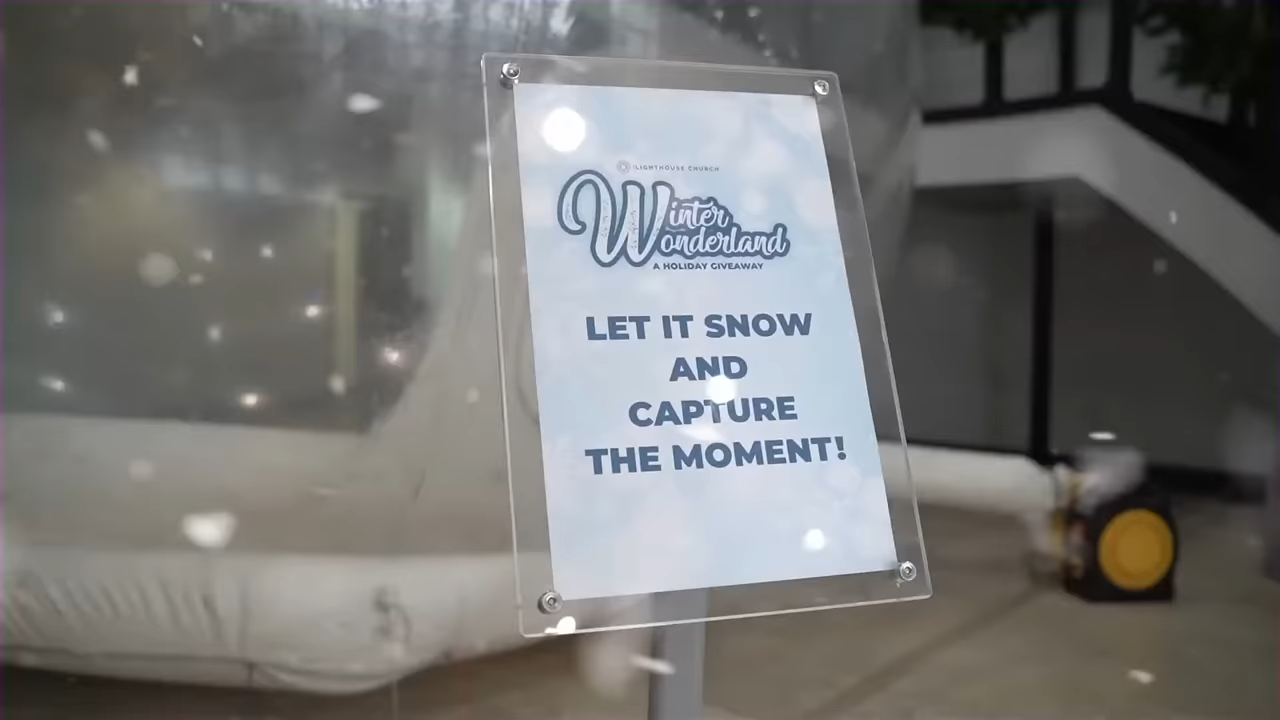 LIGHTHOUSE CHURCH
Winter
Wonderland
A HOLIDAY GIVEAWAY
LET IT SNOW
AND
CAPTURE
THE MOMENT!